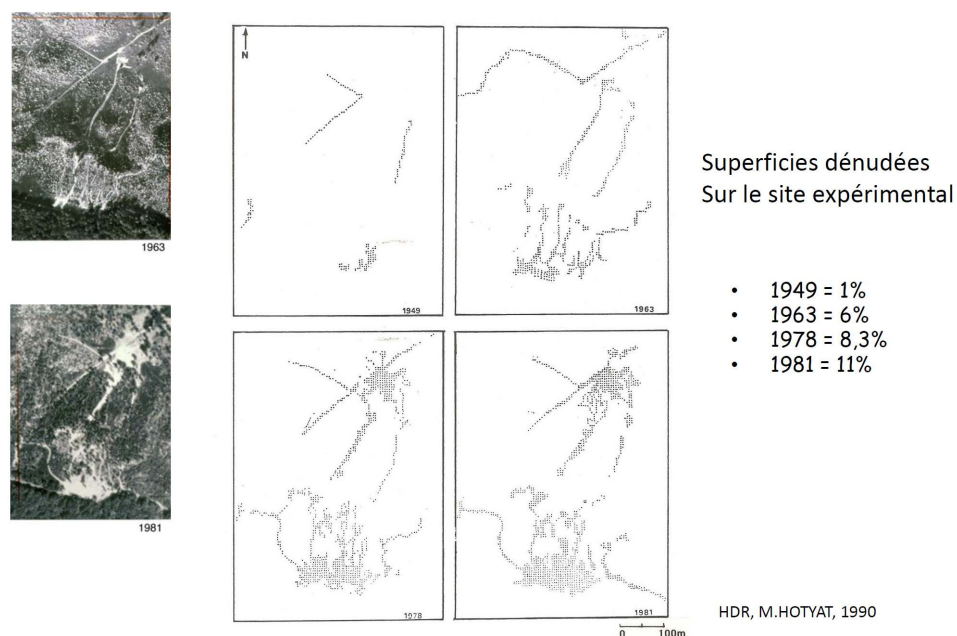 1963
1981
N
1949
1963
1978
1981
0 100m
Superficies dénudées
Sur le site expérimental
• 1949 = 1%
• 1963 = 6%
• 1978 = 8,3%
• 1981 = 11%
HDR, M.HOTYAT, 1990